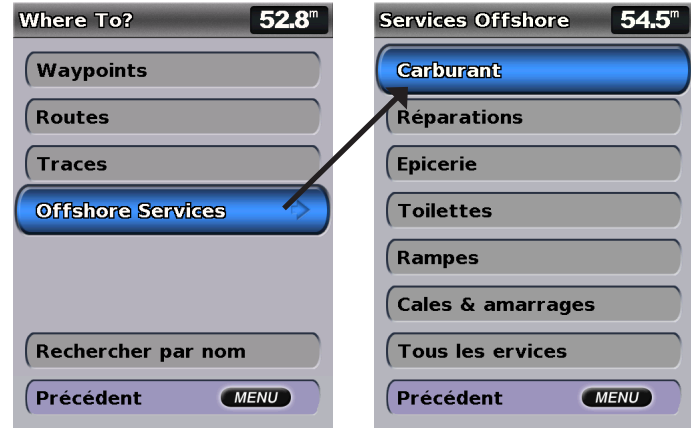 Where To? 52.8m
Waypoints
Routes
Traces
Offshore Services
Rechercher par nom
Précédent MENU
Services Offshore 54.5m
Carburant
Réparations
Epicerie
Toilettes
Rampes
Cales & amarrages
Tous les ervices
Précédent MENU